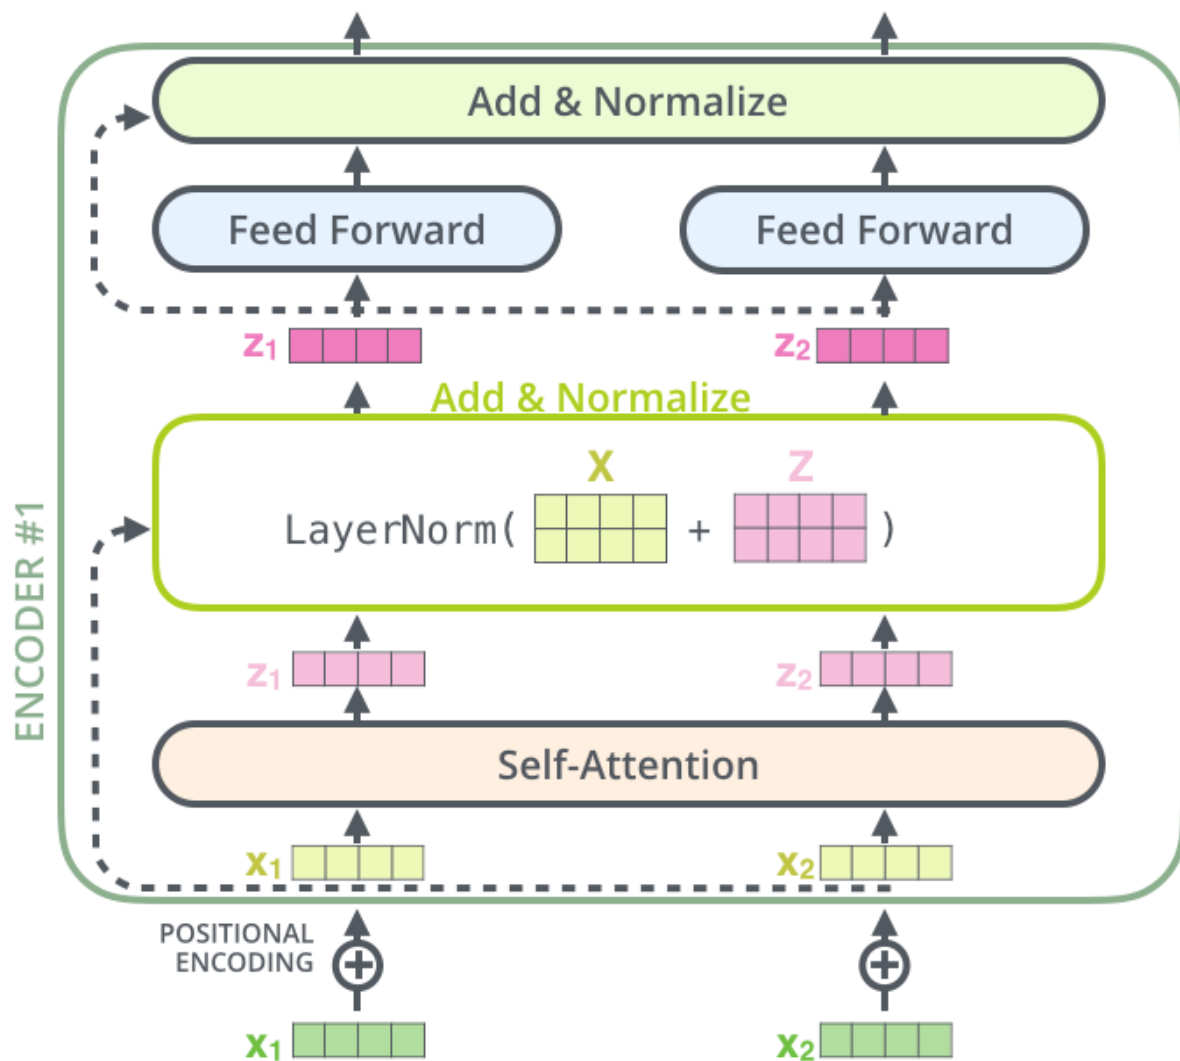 Add & Normalize
Feed Forward
Feed Forward
z1
z2
Add & Normalize
X
Z
LayerNorm(
+
)
ENCODER #1
z1
z2
Self-Attention
x1
x2
POSITIONAL
ENCODING
x1
x2